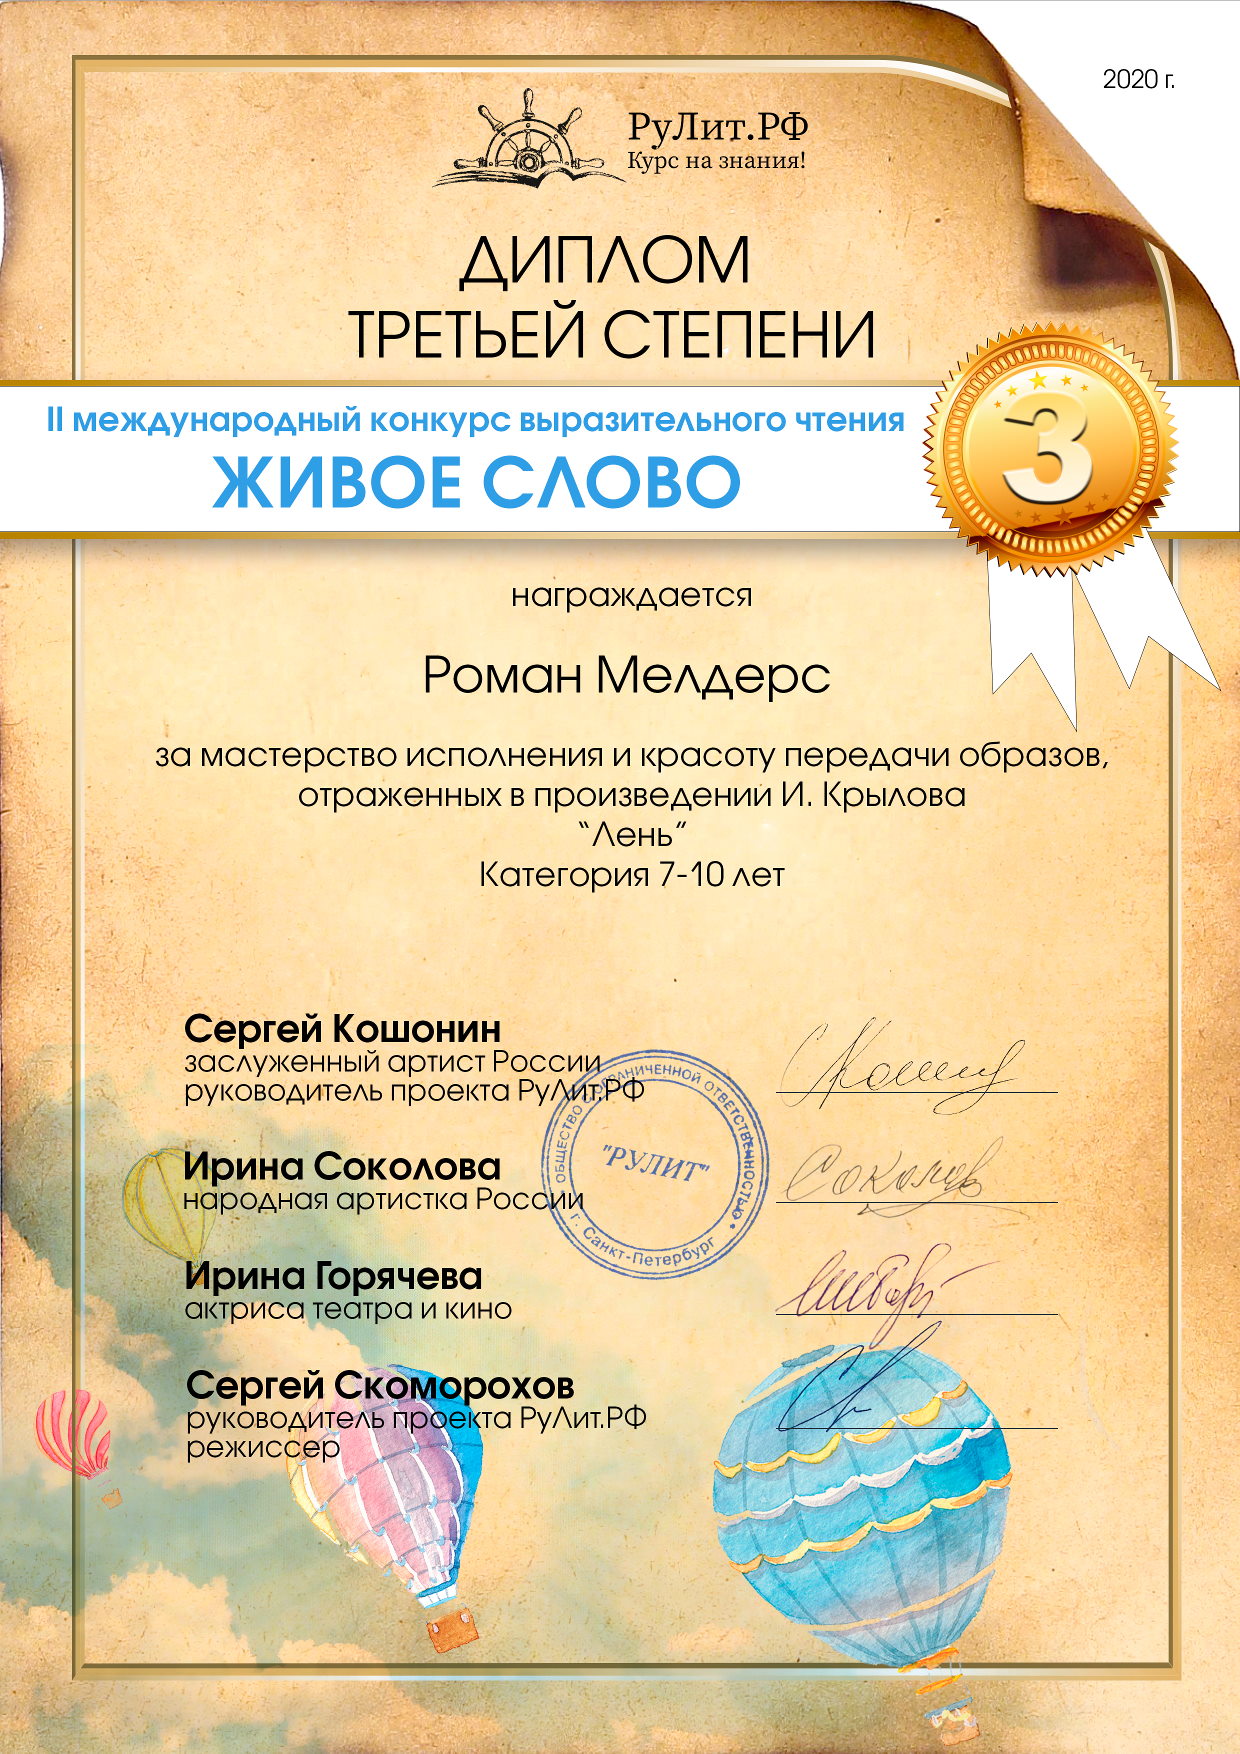 2020 г.
РуЛит.РФ
Курс на знания!
ДИПЛОМ
ТРЕТЬЕЙ СТЕПЕНИ
II международный конкурс выразительного чтения
ЖИВОЕ СЛОВО
3
награждается
Роман Мелдерс
за мастерство исполнения и красоту передачи образов,
отраженных в произведении И. Крылова
“Лень”
Категория 7-10 лет
Сергей Кошонин
заслуженный артист России
руководитель проекта РуЛит.РФ
ОБЩЕСТВО С ОГРАНИЧЕННОЙ ОТВЕТСТВЕННОСТЬЮ •
"РУЛИТ"
г. Санкт-Петербург
Ирина Соколова
народная артистка России
Ирина Горячева
актриса театра и кино
Сергей Скоморохов
руководитель проекта РуЛит.РФ
режиссер